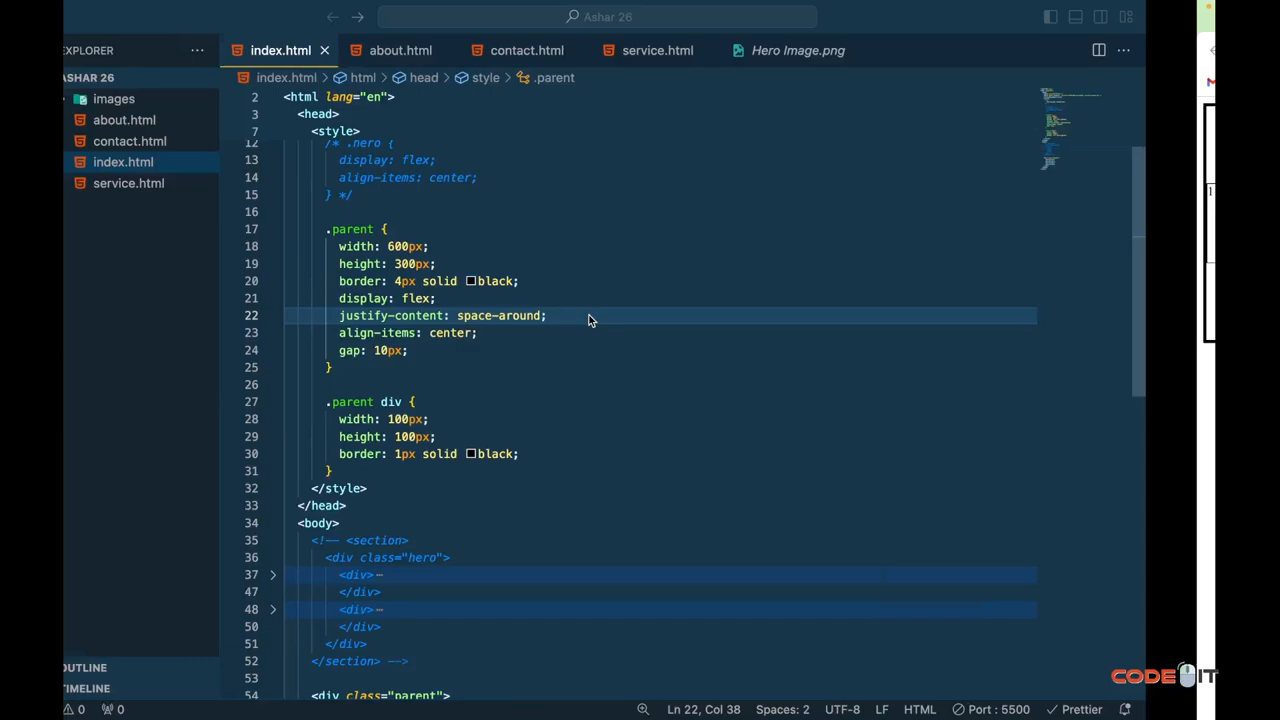 Ashar 26
EXPLORER
index.html
about.html
contact.html
service.html
Hero Image.png
index.html > html > head > style > .parent
ASHAR 26
images
about.html
contact.html
index.html
service.html
2 <html lang="en">
3 <head>
7 <style>
12 /* .hero {
13 display: flex;
14 align-items: center;
15 } */
16
17 .parent {
18 width: 600px;
19 height: 300px;
20 border: 4px solid black;
21 display: flex;
22 justify-content: space-around;
23 align-items: center;
24 gap: 10px;
25 }
26
27 .parent div {
28 width: 100px;
29 height: 100px;
30 border: 1px solid black;
31 }
32 </style>
33 </head>
34 <body>
35 <!-- <section>
36 <div class="hero">
37 <div>⋯
47 </div>
48 <div>⋯
50 </div>
51 </div>
52 </section> -->
53
54 <div class="parent">
1
OUTLINE
TIMELINE
0 0
Ln 22, Col 38 Spaces: 2 UTF-8 LF HTML Port : 5500 Prettier
CODE IT